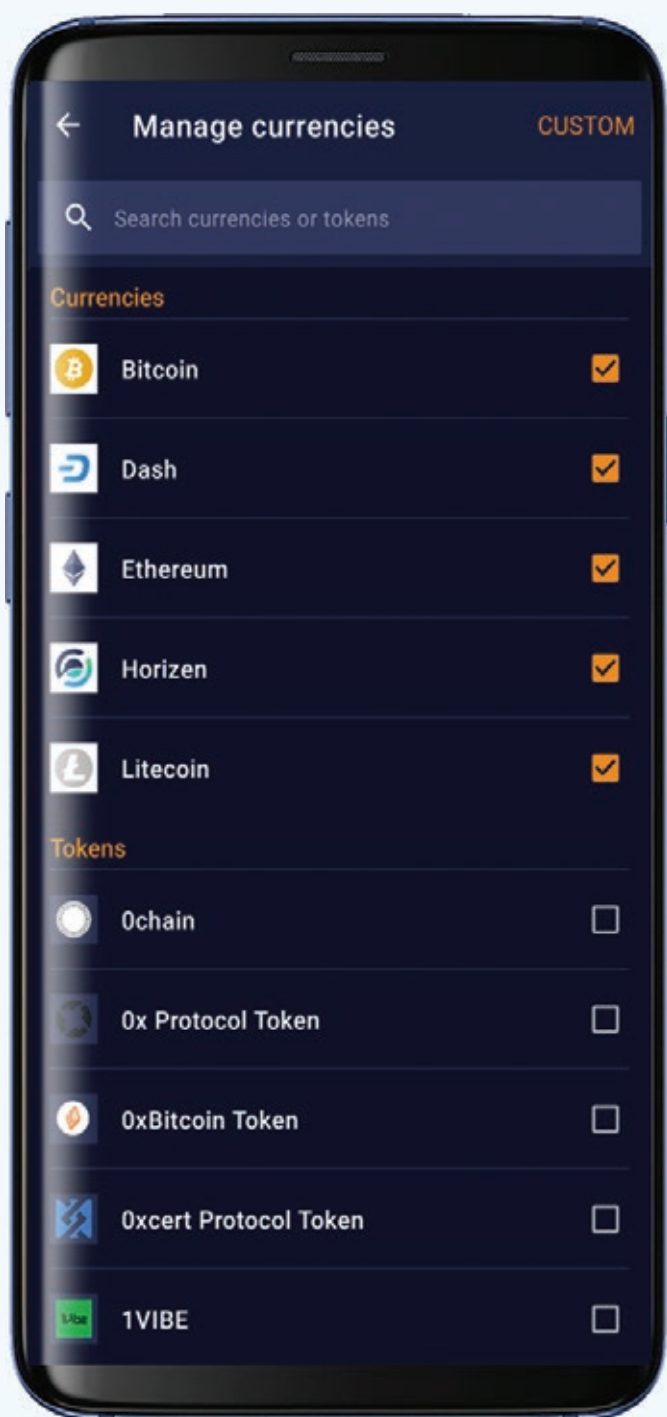 Manage currencies CUSTOM
Search currencies or tokens
Currencies
Bitcoin
Dash
Ethereum
Horizen
Litecoin
Tokens
0chain
0x Protocol Token
0xBitcoin Token
0xcert Protocol Token
1VIBE